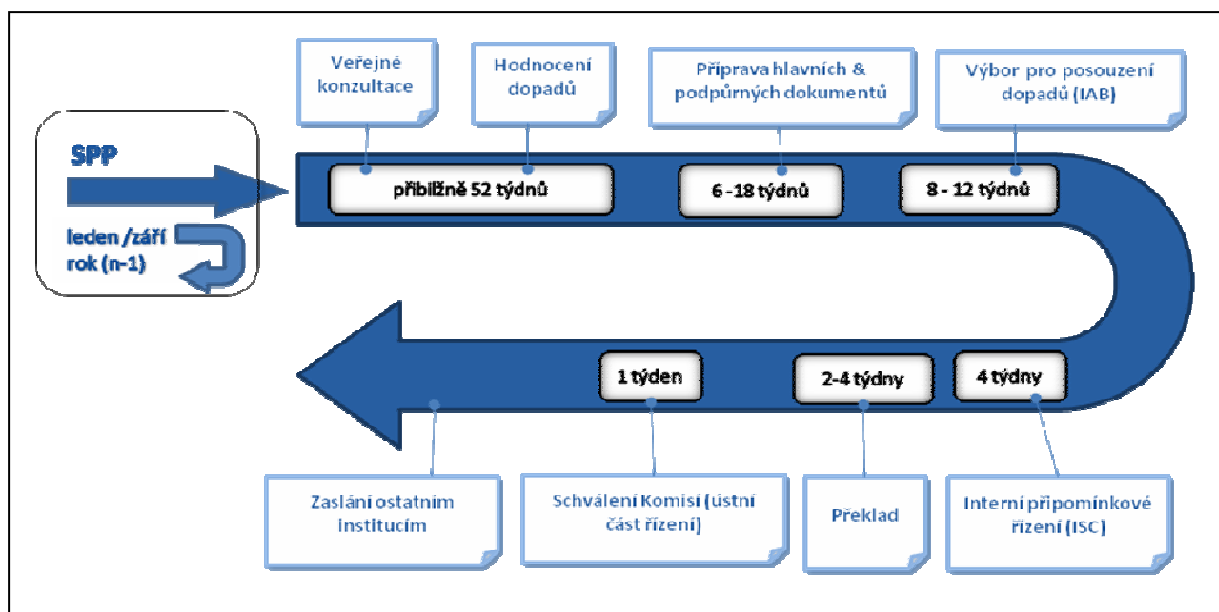 Veřejné
konzultace
Hodnocení
dopadů
Příprava hlavních &
podpůrných dokumentů
Výbor pro posouzení
dopadů (IAB)
SPP
leden /září
rok (n-1)
přibilžně 52 týdnů
6 -18 týdnů
8 - 12 týdnů
1 týden
2-4 týdny
4 týdny
Zaslání ostatním
institucím
Schválení Komisí (ústní
část řízení)
Překlad
Interní připomínkové
řízení (ISC)